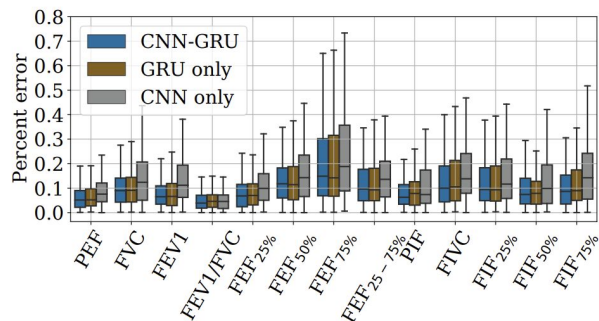 Percent error
0.8
0.7
0.6
0.5
0.4
0.3
0.2
0.1
0.0
CNN-GRU
GRU only
CNN only
PEF
FVC
FEV1
FEV1/FVC
FEF25%
FEF50%
FEF75%
FEF25−75%
PIF
FIVC
FIF25%
FIF50%
FIF75%